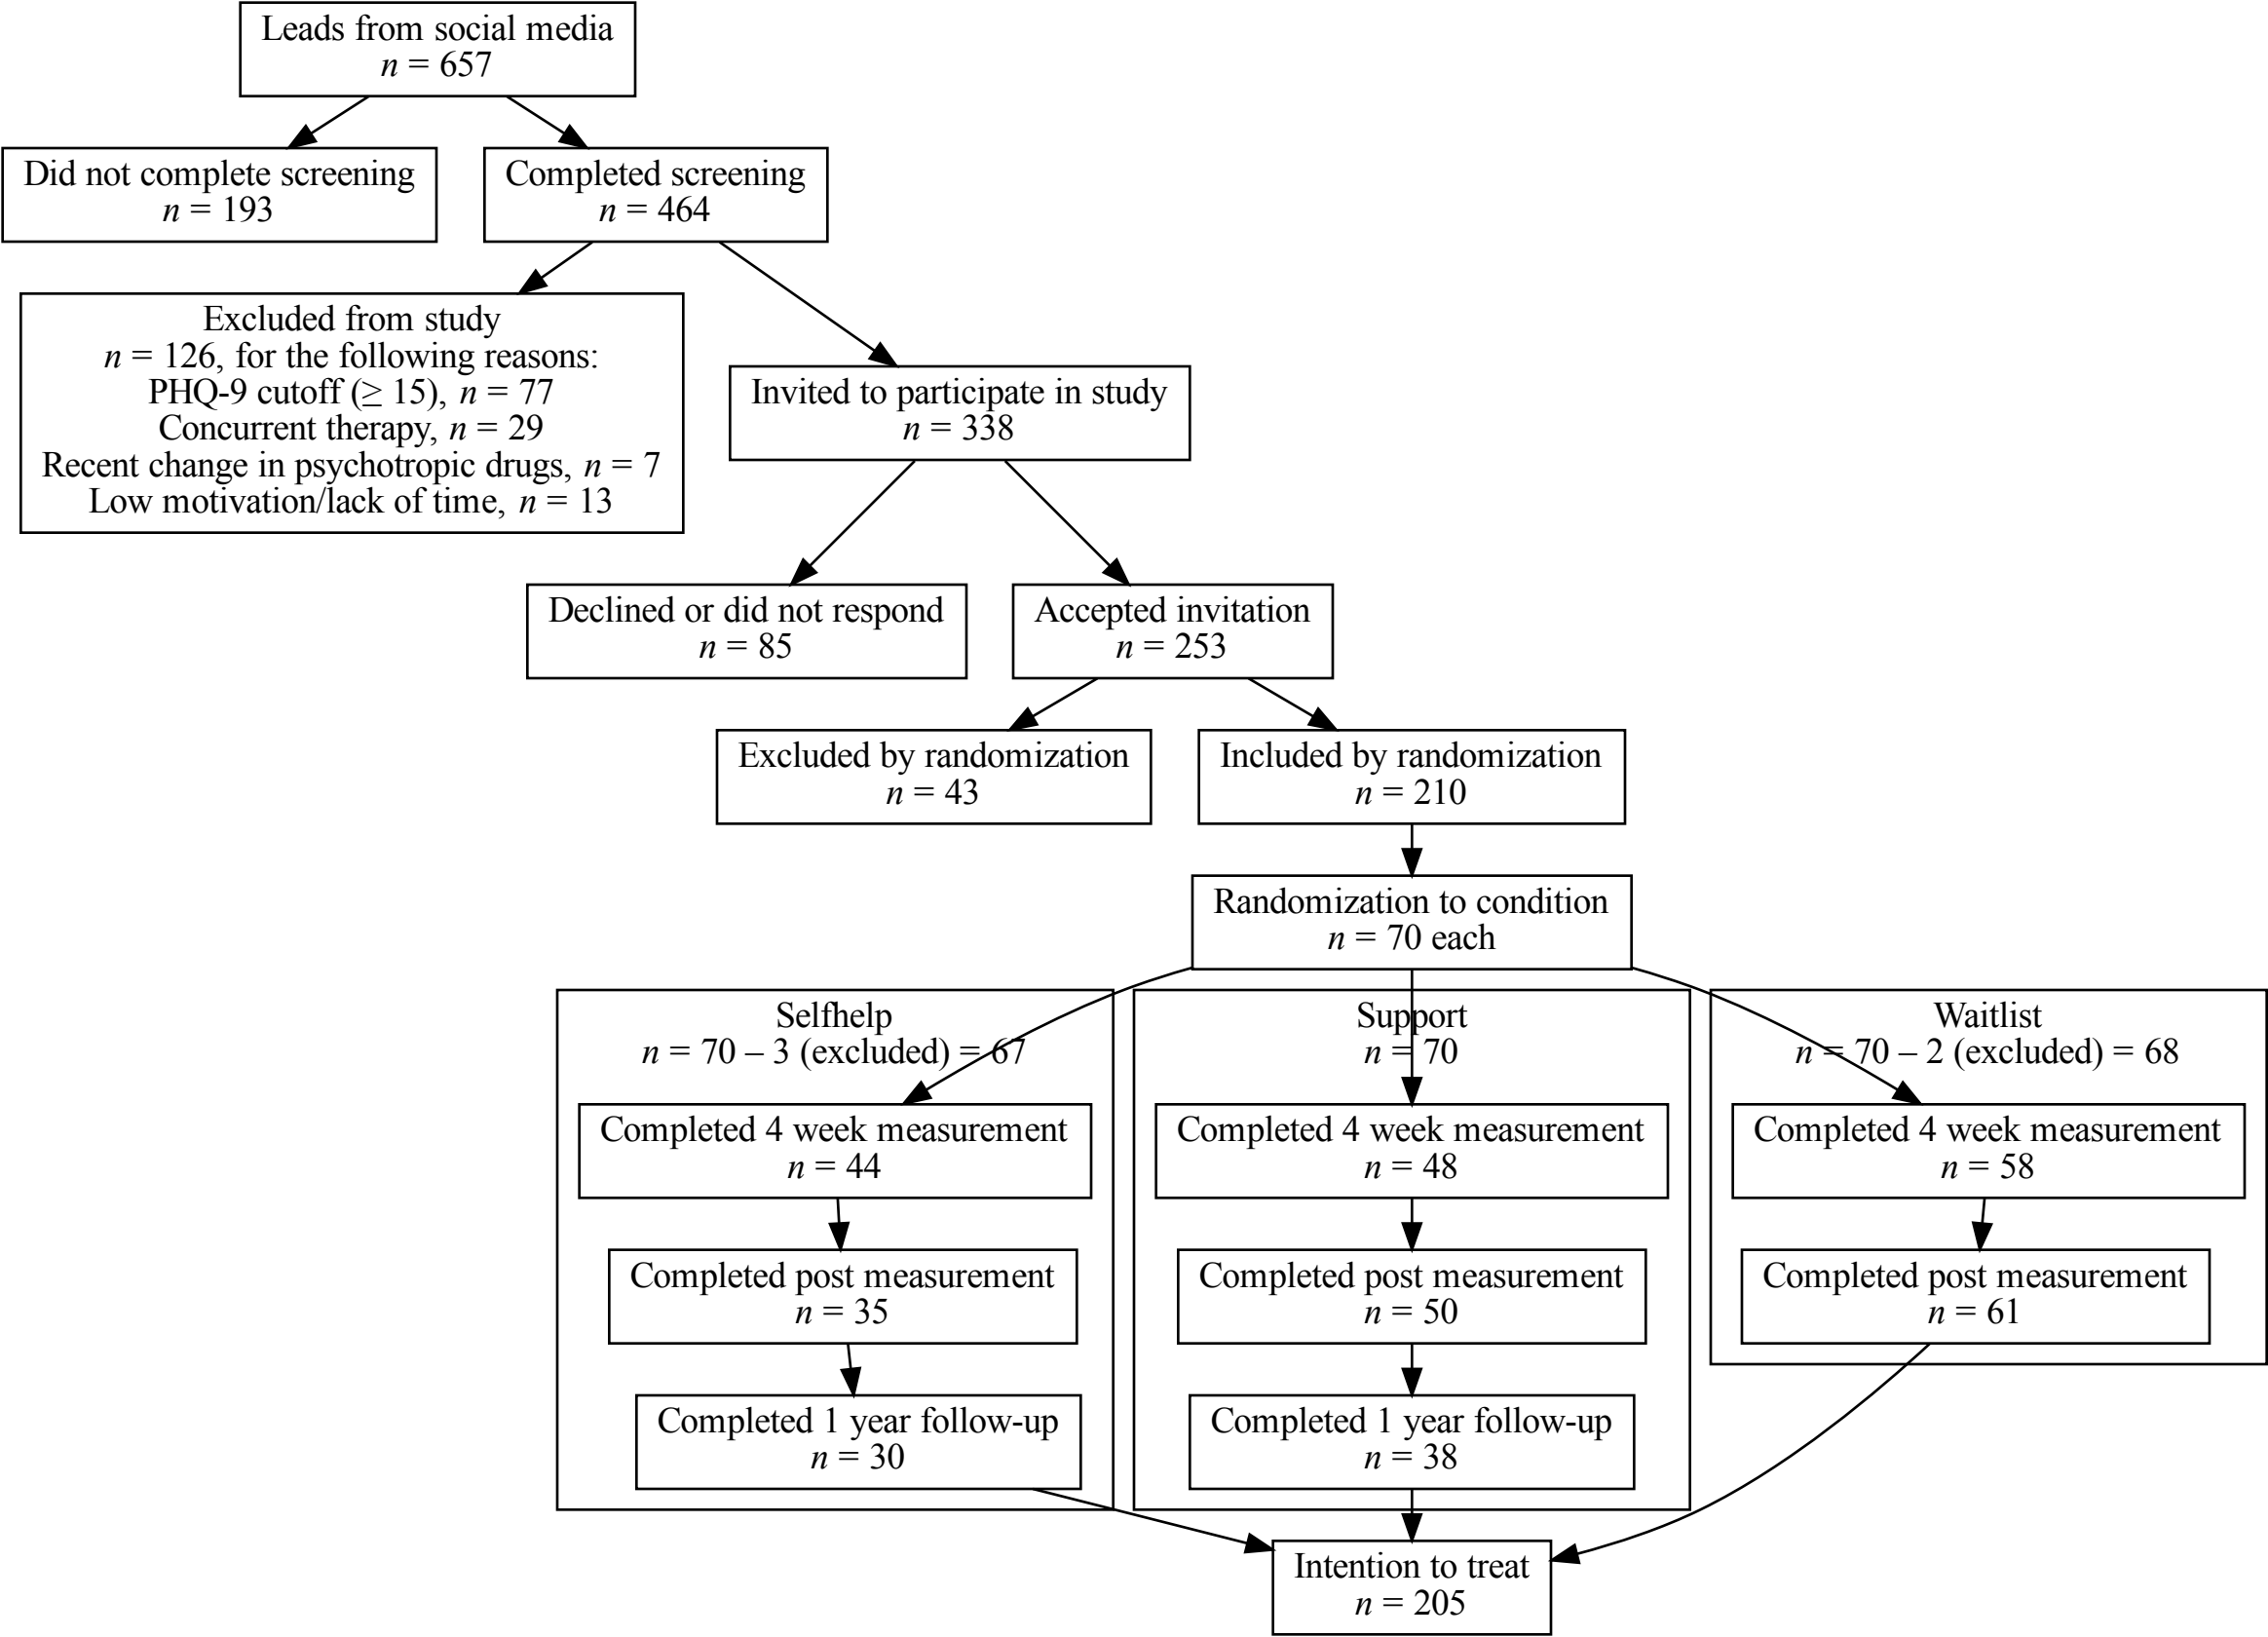 Leads from social media
n = 657
Did not complete screening
n = 193
Completed screening
n = 464
Excluded from study
n = 126, for the following reasons:
PHQ-9 cutoff (≥ 15), n = 77
Concurrent therapy, n = 29
Recent change in psychotropic drugs, n = 7
Low motivation/lack of time, n = 13
Invited to participate in study
n = 338
Declined or did not respond
n = 85
Accepted invitation
n = 253
Excluded by randomization
n = 43
Included by randomization
n = 210
Randomization to condition
n = 70 each
Selfhelp
n = 70 – 3 (excluded) = 67
Completed 4 week measurement
n = 44
Completed post measurement
n = 35
Completed 1 year follow-up
n = 30
Support
n = 70
Completed 4 week measurement
n = 48
Completed post measurement
n = 50
Completed 1 year follow-up
n = 38
Waitlist
n = 70 – 2 (excluded) = 68
Completed 4 week measurement
n = 58
Completed post measurement
n = 61
Intention to treat
n = 205